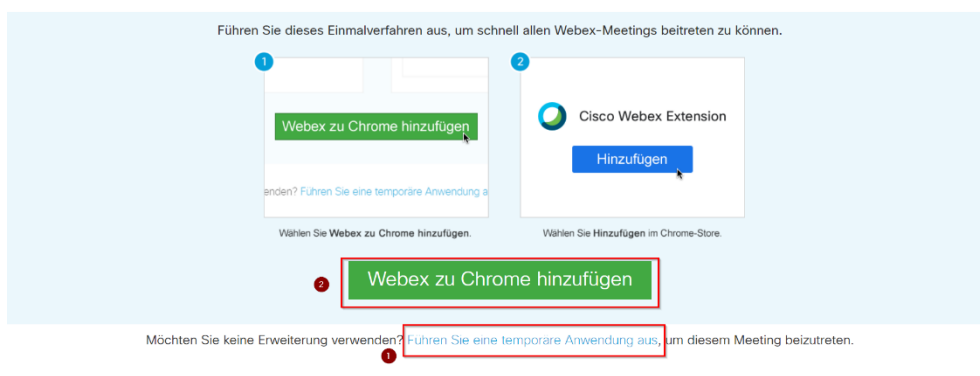 Führen Sie dieses Einmalverfahren aus, um schnell allen Webex-Meetings beitreten zu können.
1
Webex zu Chrome hinzufügen
enden? Führen Sie eine temporäre Anwendung a
Wählen Sie Webex zu Chrome hinzufügen.
2
Cisco Webex Extension
Hinzufügen
Wählen Sie Hinzufügen im Chrome-Store.
2
Webex zu Chrome hinzufügen
Möchten Sie keine Erweiterung verwenden? Führen Sie eine temporäre Anwendung aus, um diesem Meeting beizutreten.
1